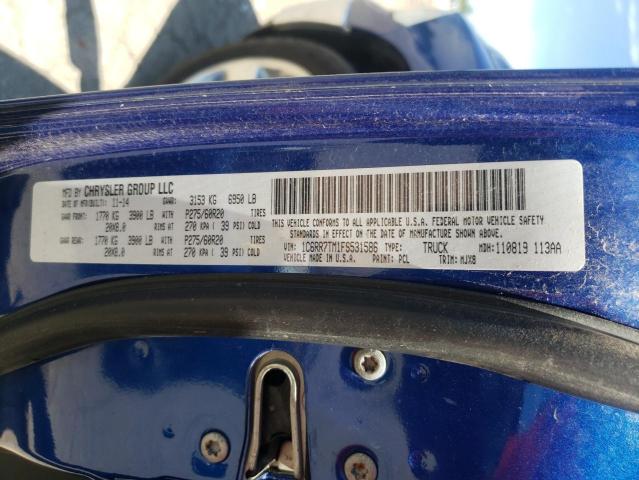 MFD BY CHRYSLER GROUP LLC
DATE OF MFR(BUILT): 11-14 GVWR: 3153 KG 6950 LB
GAWR FRONT: 1770 KG 3900 LB P275/60R20 TIRES
20X8.0 RIMS AT 270 KPA ( 39 PSI) COLD
GAWR REAR: 1770 KG 3900 LB P275/60R20 TIRES
20X8.0 RIMS AT 270 KPA ( 39 PSI) COLD
THIS VEHICLE CONFORMS TO ALL APPLICABLE U.S.A. FEDERAL MOTOR VEHICLE SAFETY
STANDARDS IN EFFECT ON THE DATE OF MANUFACTURE SHOWN ABOVE.
VIN: 1C6RR7TM1FS531586 TYPE: TRUCK MDH: 110819 113AA
VEHICLE MADE IN U.S.A. PAINT: PCL TRIM: MJX8